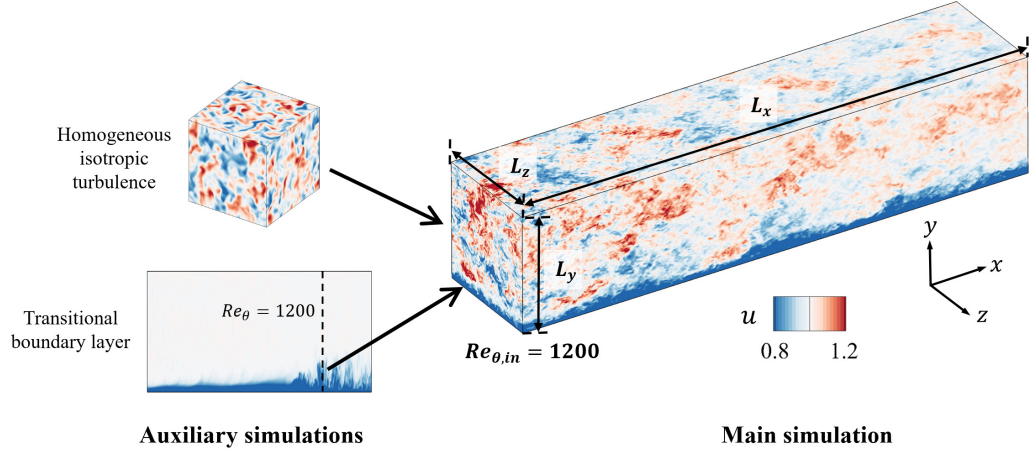 Homogeneous
isotropic
turbulence
Transitional
boundary layer
Re_θ = 1200
Auxiliary simulations
L_x
L_z
L_y
Re_{θ,in} = 1200
y
x
z
u
0.8 1.2
Main simulation